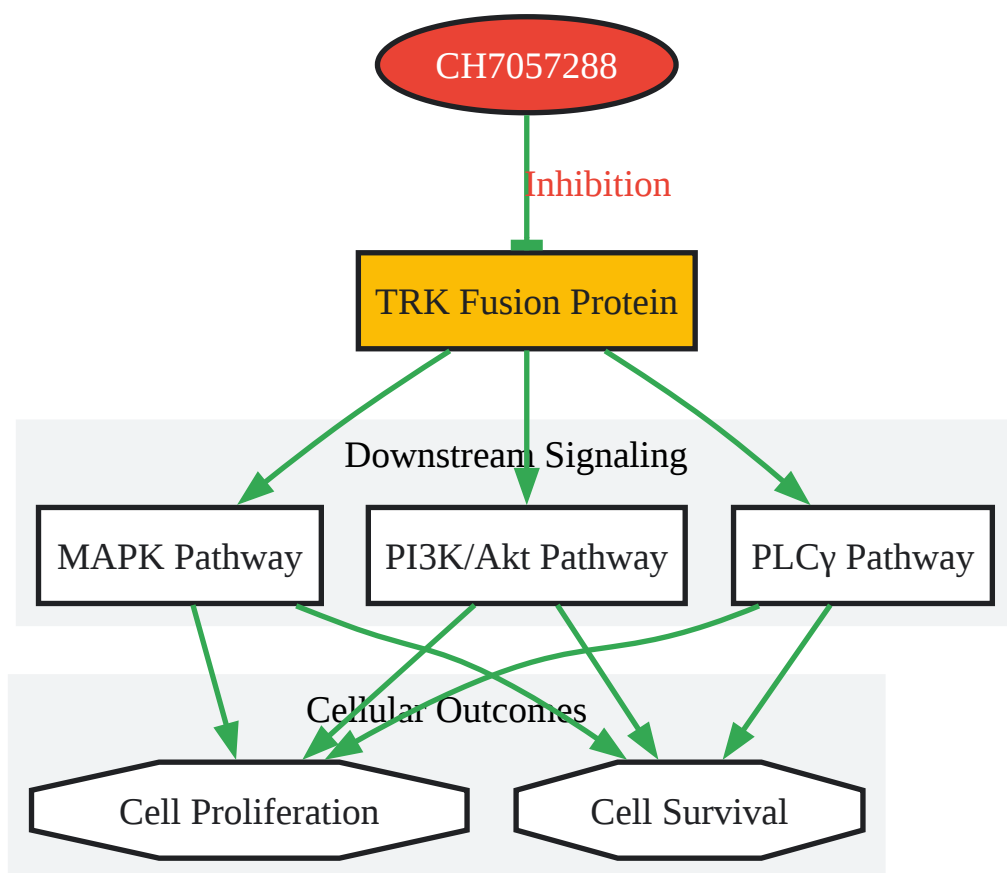 CH7057288
Inhibition
TRK Fusion Protein
Downstream Signaling
MAPK Pathway
PI3K/Akt Pathway
PLCγ Pathway
Cellular Outcomes
Cell Proliferation
Cell Survival